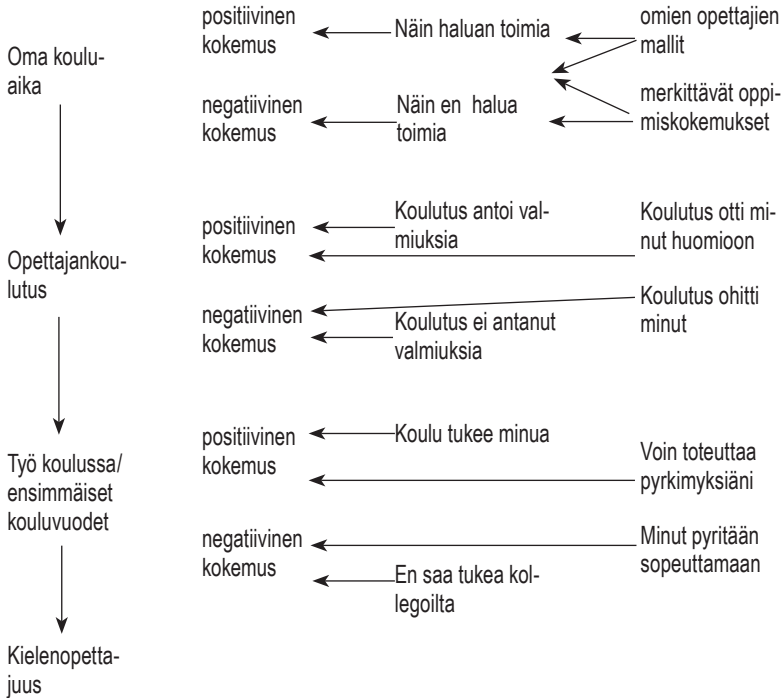 positiivinen
kokemus
Näin haluan toimia
omien opettajien
mallit
Oma koulu-
aika
negatiivinen
kokemus
Näin en halua
toimia
merkittävät oppi-
miskokemukset
positiivinen
kokemus
Koulutus antoi val-
miuksia
Koulutus otti mi-
nut huomioon
Opettajankou-
lutus
negatiivinen
kokemus
Koulutus ei antanut
valmiuksia
Koulutus ohitti
minut
positiivinen
kokemus
Koulu tukee minua
Voin toteuttaa
pyrkimyksiäni
Työ koulussa/
ensimmäiset
kouluvuodet
negatiivinen
kokemus
En saa tukea kol-
legoilta
Minut pyritään
sopeuttamaan
Kielenopetta-
juus